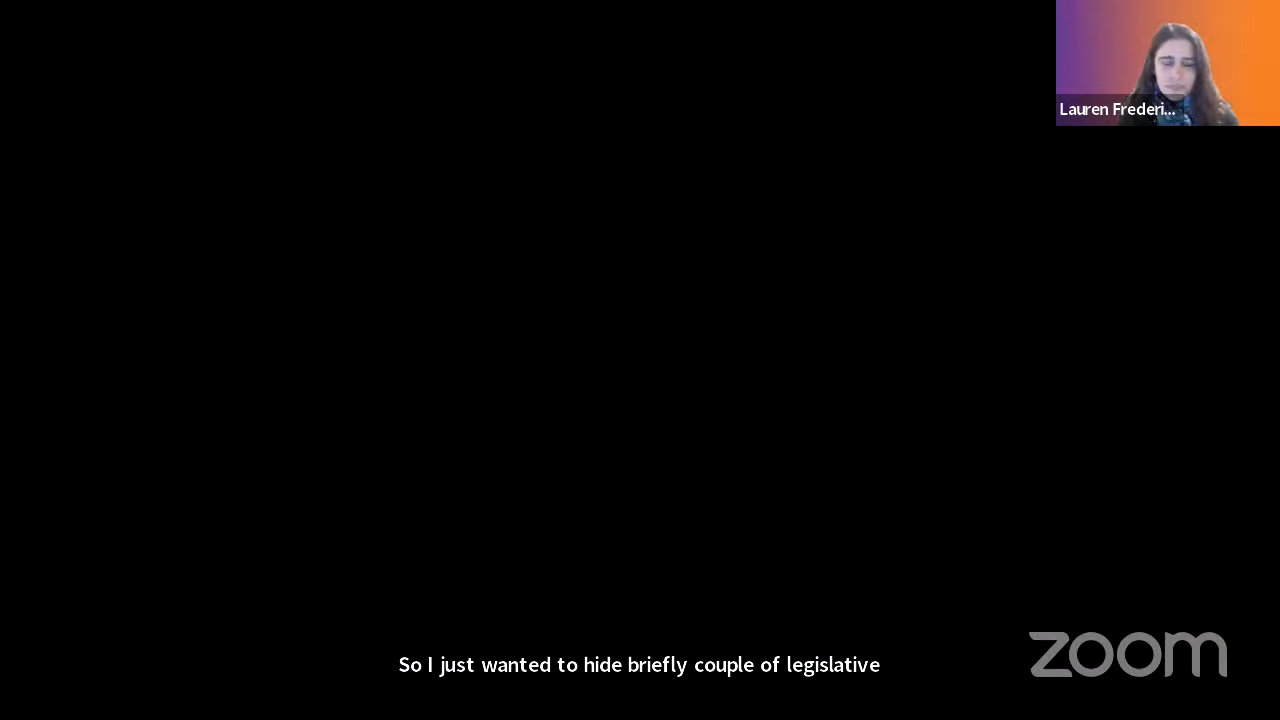 Lauren Frederi...
So I just wanted to hide briefly couple of legislative
zoom